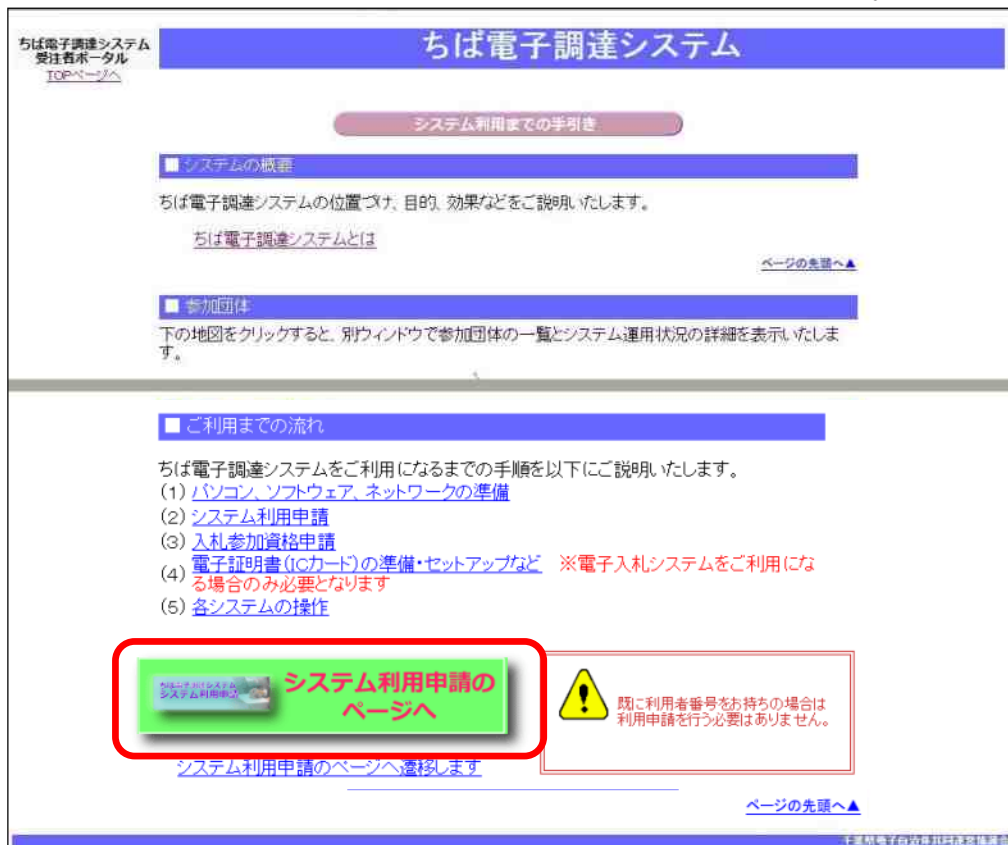 ちば電子調達システム
受注者ポータル
TOPページへ
ちば電子調達システム
システム利用までの手引き
■ システムの概要
ちば電子調達システムの位置づけ、目的、効果などをご説明いたします。
ちば電子調達システムとは
ページの先頭へ▲
■ 参加団体
下の地図をクリックすると、別ウィンドウで参加団体の一覧とシステム運用状況の詳細を表示いたしま
す。
■ ご利用までの流れ
ちば電子調達システムをご利用になるまでの手順を以下にご説明いたします。
(1) パソコン、ソフトウェア、ネットワークの準備
(2) システム利用申請
(3) 入札参加資格申請
(4) 電子証明書(ICカード)の準備・セットアップなど ※電子入札システムをご利用にな
る場合のみ必要となります
(5) 各システムの操作
ちば電子調達システム
システム利用申請
システム利用申請の
ページへ
既に利用者番号をお持ちの場合は
利用申請を行う必要はありません。
システム利用申請のページへ遷移します
ページの先頭へ▲